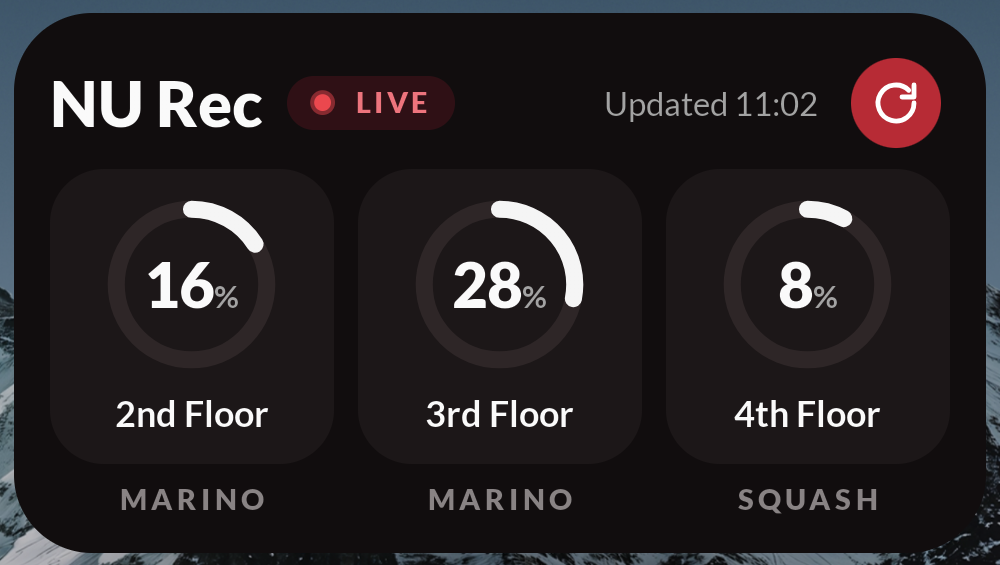 NU Rec
LIVE
Updated 11:02
16%
28%
8%
2nd Floor
3rd Floor
4th Floor
MARINO
MARINO
SQUASH